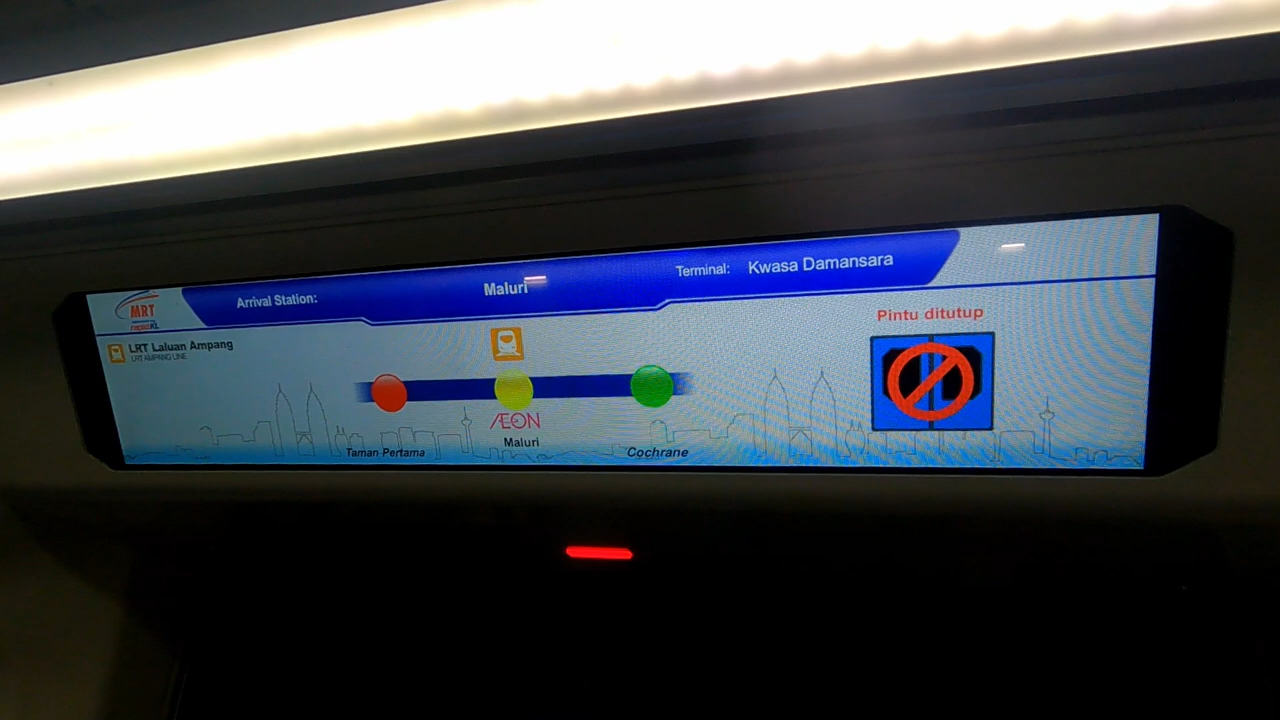 Arrival Station: Maluri Terminal: Kwasa Damansara
MRT
rapidKL
Pintu ditutup
LRT Laluan Ampang
LRT AMPANG LINE
ÆON
Maluri
Taman Pertama
Cochrane